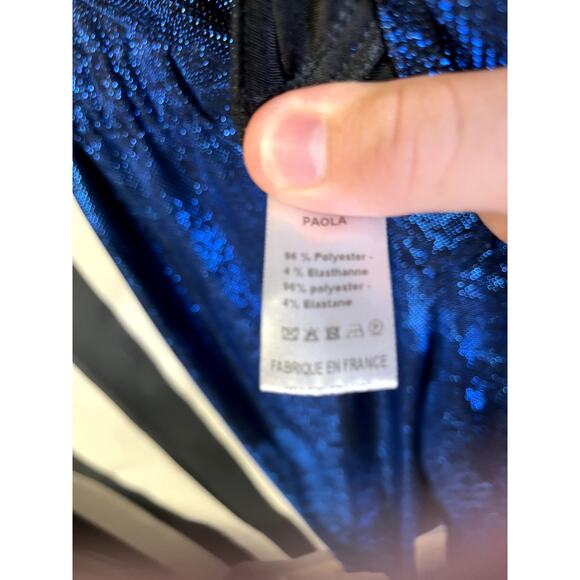 PAOLA
96 % Polyester -
4 % Elasthanne
96% polyester -
4% Elastane
FABRIQUE EN FRANCE